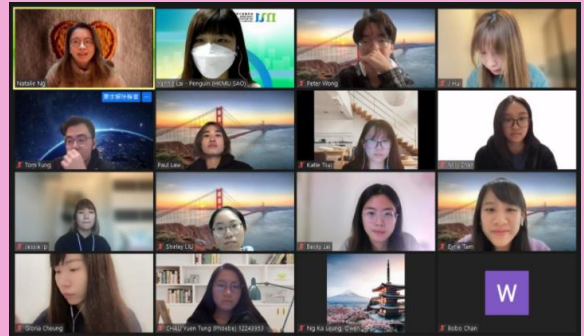 Natalie Ng
Lai - Penguin (HKMU SAO)
Peter Wong
Tom Fung
Paul Law
Katie Tsui
Jessie Ip
Shirley LIU
Becky Lai
Eylie Tam
Gloria Cheung
CHAU Yuen Tung (Phoebe) 12243953
Ng Ka Leung, Owen
W
Bobo Chan